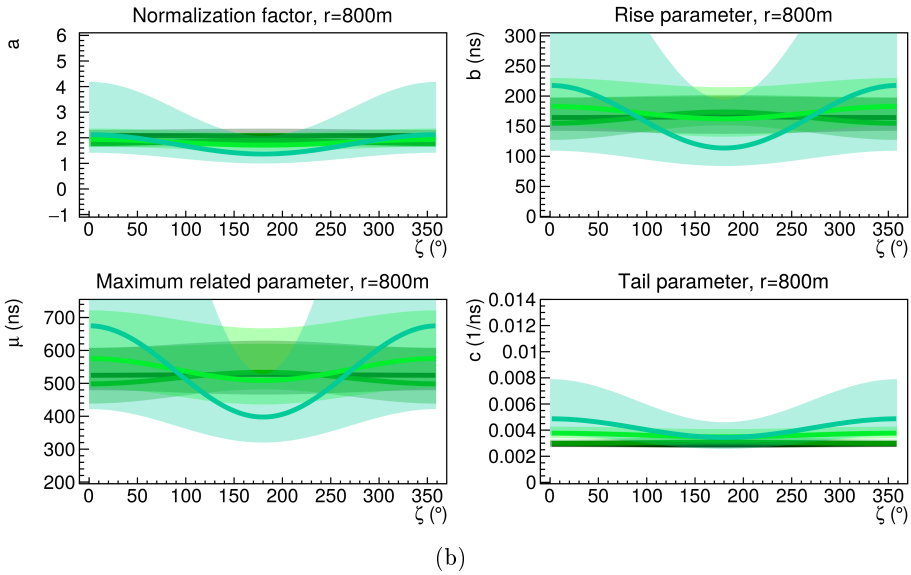 Normalization factor, r=800m
a
6
5
4
3
2
1
0
−1
0 50 100 150 200 250 300 350
ζ (°)
Rise parameter, r=800m
b (ns)
300
250
200
150
100
50
0
0 50 100 150 200 250 300 350
ζ (°)
Maximum related parameter, r=800m
μ (ns)
700
600
500
400
300
200
0 50 100 150 200 250 300 350
ζ (°)
Tail parameter, r=800m
c (1/ns)
0.014
0.012
0.01
0.008
0.006
0.004
0.002
0
0 50 100 150 200 250 300 350
ζ (°)
(b)